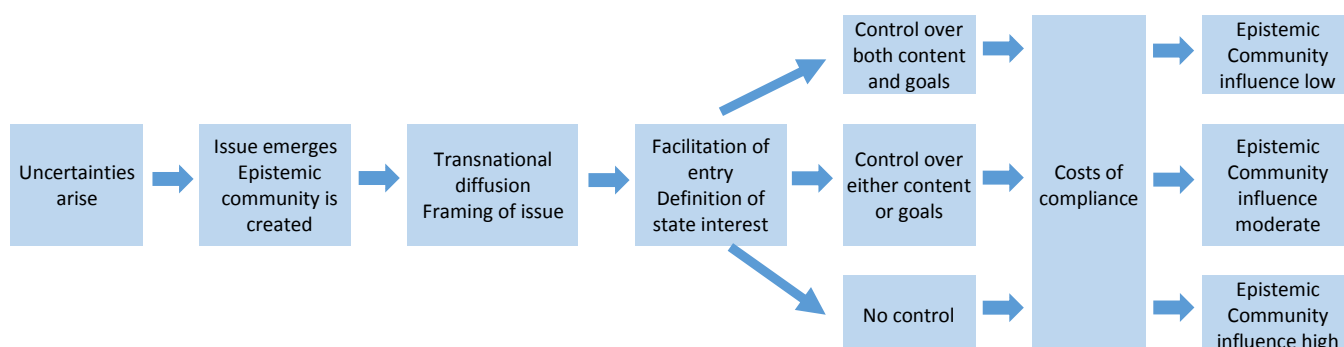 Uncertainties
arise
Issue emerges
Epistemic
community is
created
Transnational
diffusion
Framing of issue
Facilitation of
entry
Definition of
state interest
Control over
both content
and goals
Control over
either content
or goals
No control
Costs of
compliance
Epistemic
Community
influence low
Epistemic
Community
influence
moderate
Epistemic
Community
influence high